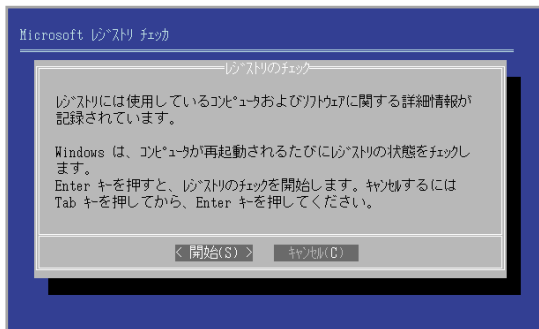 Microsoft ﾚｼﾞｽﾄﾘ ﾁｪｯｶ
ﾚｼﾞｽﾄﾘのﾁｪｯｸ
ﾚｼﾞｽﾄﾘには使用しているｺﾝﾋﾟｭｰﾀおよびｿﾌﾄｳｪｱに関する詳細情報が
記録されています。
Windows は、ｺﾝﾋﾟｭｰﾀが再起動されるたびにﾚｼﾞｽﾄﾘの状態をﾁｪｯｸし
ます。
Enter ｷｰを押すと、ﾚｼﾞｽﾄﾘのﾁｪｯｸを開始します。ｷｬﾝｾﾙするには
Tab ｷｰを押してから、Enter ｷｰを押してください。
< 開始(S) > ｷｬﾝｾﾙ(C)